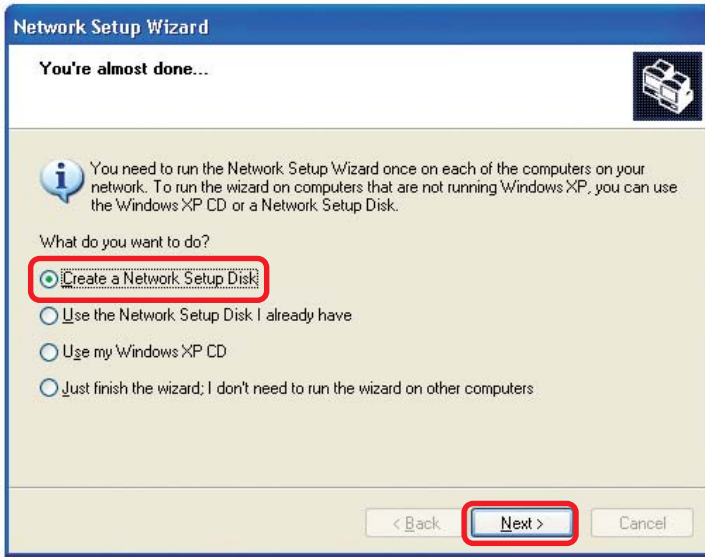 Network Setup Wizard
You're almost done...
You need to run the Network Setup Wizard once on each of the computers on your
network. To run the wizard on computers that are not running Windows XP, you can use
the Windows XP CD or a Network Setup Disk.
What do you want to do?
Create a Network Setup Disk
Use the Network Setup Disk I already have
Use my Windows XP CD
Just finish the wizard; I don't need to run the wizard on other computers
< Back
Next >
Cancel